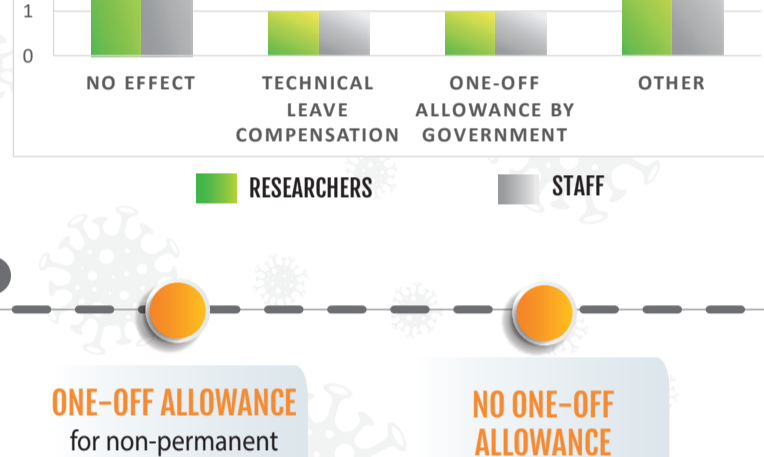 1
0
NO EFFECT
TECHNICAL
LEAVE
COMPENSATION
ONE-OFF
ALLOWANCE BY
GOVERNMENT
OTHER
RESEARCHERS
STAFF
ONE-OFF ALLOWANCE
for non-permanent
NO ONE-OFF
ALLOWANCE